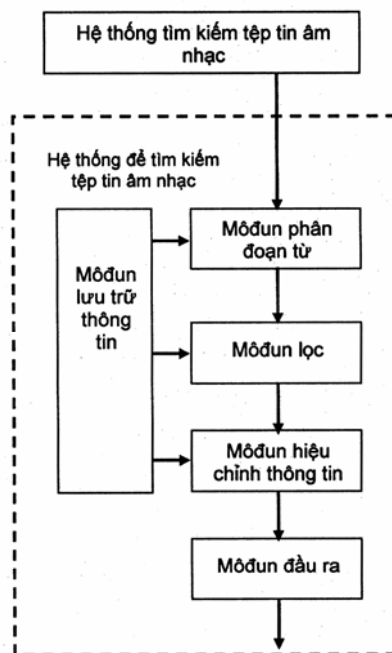 Hệ thống tìm kiếm tệp tin âm
nhạc
Hệ thống để tìm kiếm
tệp tin âm nhạc
Môđun
lưu trữ
thông
tin
Môđun phân
đoạn từ
Môđun lọc
Môđun hiệu
chỉnh thông tin
Môđun đầu ra